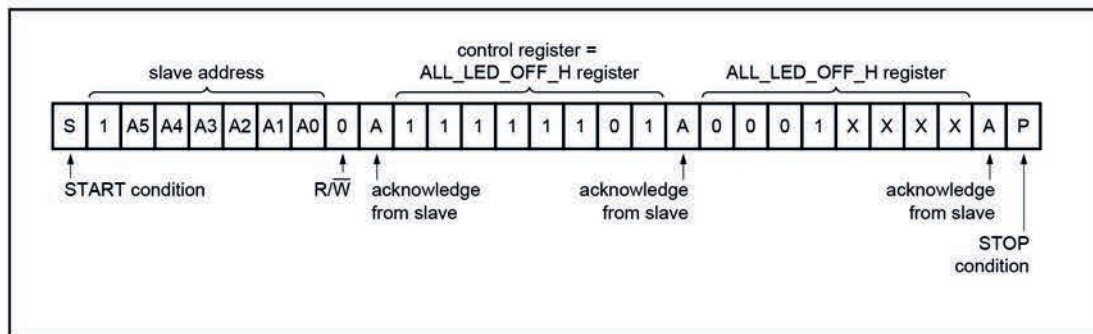 control register =
slave address ALL_LED_OFF_H register ALL_LED_OFF_H register
S 1 A5 A4 A3 A2 A1 A0 0 A 1 1 1 1 1 1 0 1 A 0 0 0 1 X X X X A P
START condition R/W̅ acknowledge acknowledge acknowledge
from slave from slave from slave
STOP
condition